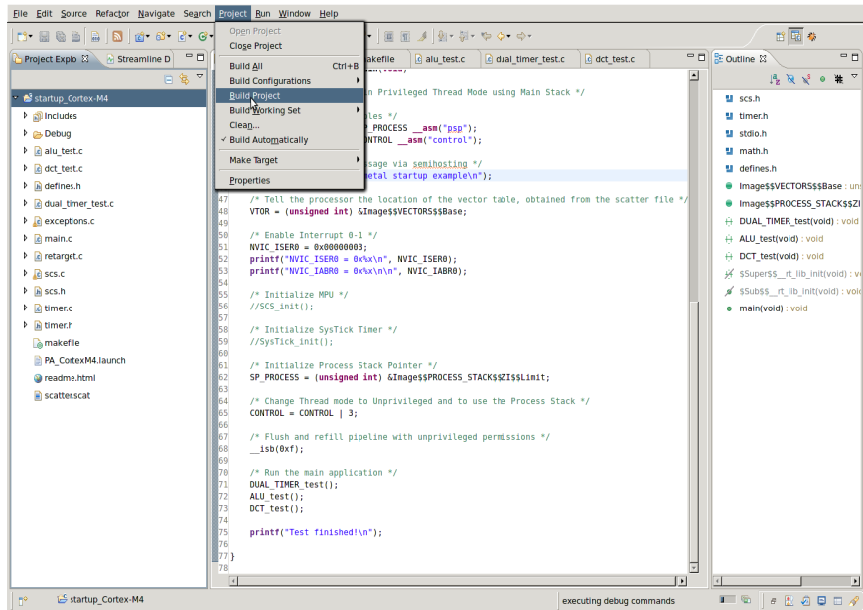 File Edit Source Refactor Navigate Search Project Run Window Help
Open Project
Close Project
Build All Ctrl+B
Build Configurations
Build Project
Build Working Set
Clean...
✓ Build Automatically
Make Target
Properties
Project Explo
Streamline D
startup_Cortex-M4
Includes
Debug
alu_test.c
dct_test.c
defines.h
dual_timer_test.c
exceptions.c
main.c
retarget.c
scs.c
scs.h
timer.c
timer.h
makefile
PA_CortexM4.launch
readme.html
scatter.scat
akefile
alu_test.c
dual_timer_test.c
dct_test.c
in Privileged Thread Mode using Main Stack */
les */
P_PROCESS __asm("psp");
NTROL __asm("control");
sage via semihosting */
etal startup example\n");
47 /* Tell the processor the location of the vector table, obtained from the scatter file */
48 VTOR = (unsigned int) &Image$$VECTORS$$Base;
49
50 /* Enable Interrupt 0-1 */
51 NVIC_ISER0 = 0x00000003;
52 printf("NVIC_ISER0 = 0x%x\n", NVIC_ISER0);
53 printf("NVIC_IABR0 = 0x%x\n\n", NVIC_IABR0);
54
55 /* Initialize MPU */
56 //SCS_init();
57
58 /* Initialize SysTick Timer */
59 //SysTick_init();
60
61 /* Initialize Process Stack Pointer */
62 SP_PROCESS = (unsigned int) &Image$$PROCESS_STACK$$ZI$$Limit;
63
64 /* Change Thread mode to Unprivileged and to use the Process Stack */
65 CONTROL = CONTROL | 3;
66
67 /* Flush and refill pipeline with unprivileged permissions */
68 __isb(0xf);
69
70 /* Run the main application */
71 DUAL_TIMER_test();
72 ALU_test();
73 DCT_test();
74
75 printf("Test finished!\n");
76
77 }
78
Outline
scs.h
timer.h
stdio.h
math.h
defines.h
Image$$VECTORS$$Base : uns
Image$$PROCESS_STACK$$ZI
DUAL_TIMER_test(void) : void
ALU_test(void) : void
DCT_test(void) : void
$Super$$__rt_lib_init(void) : v
$Sub$$__rt_lib_init(void) : voi
main(void) : void
startup_Cortex-M4
executing debug commands